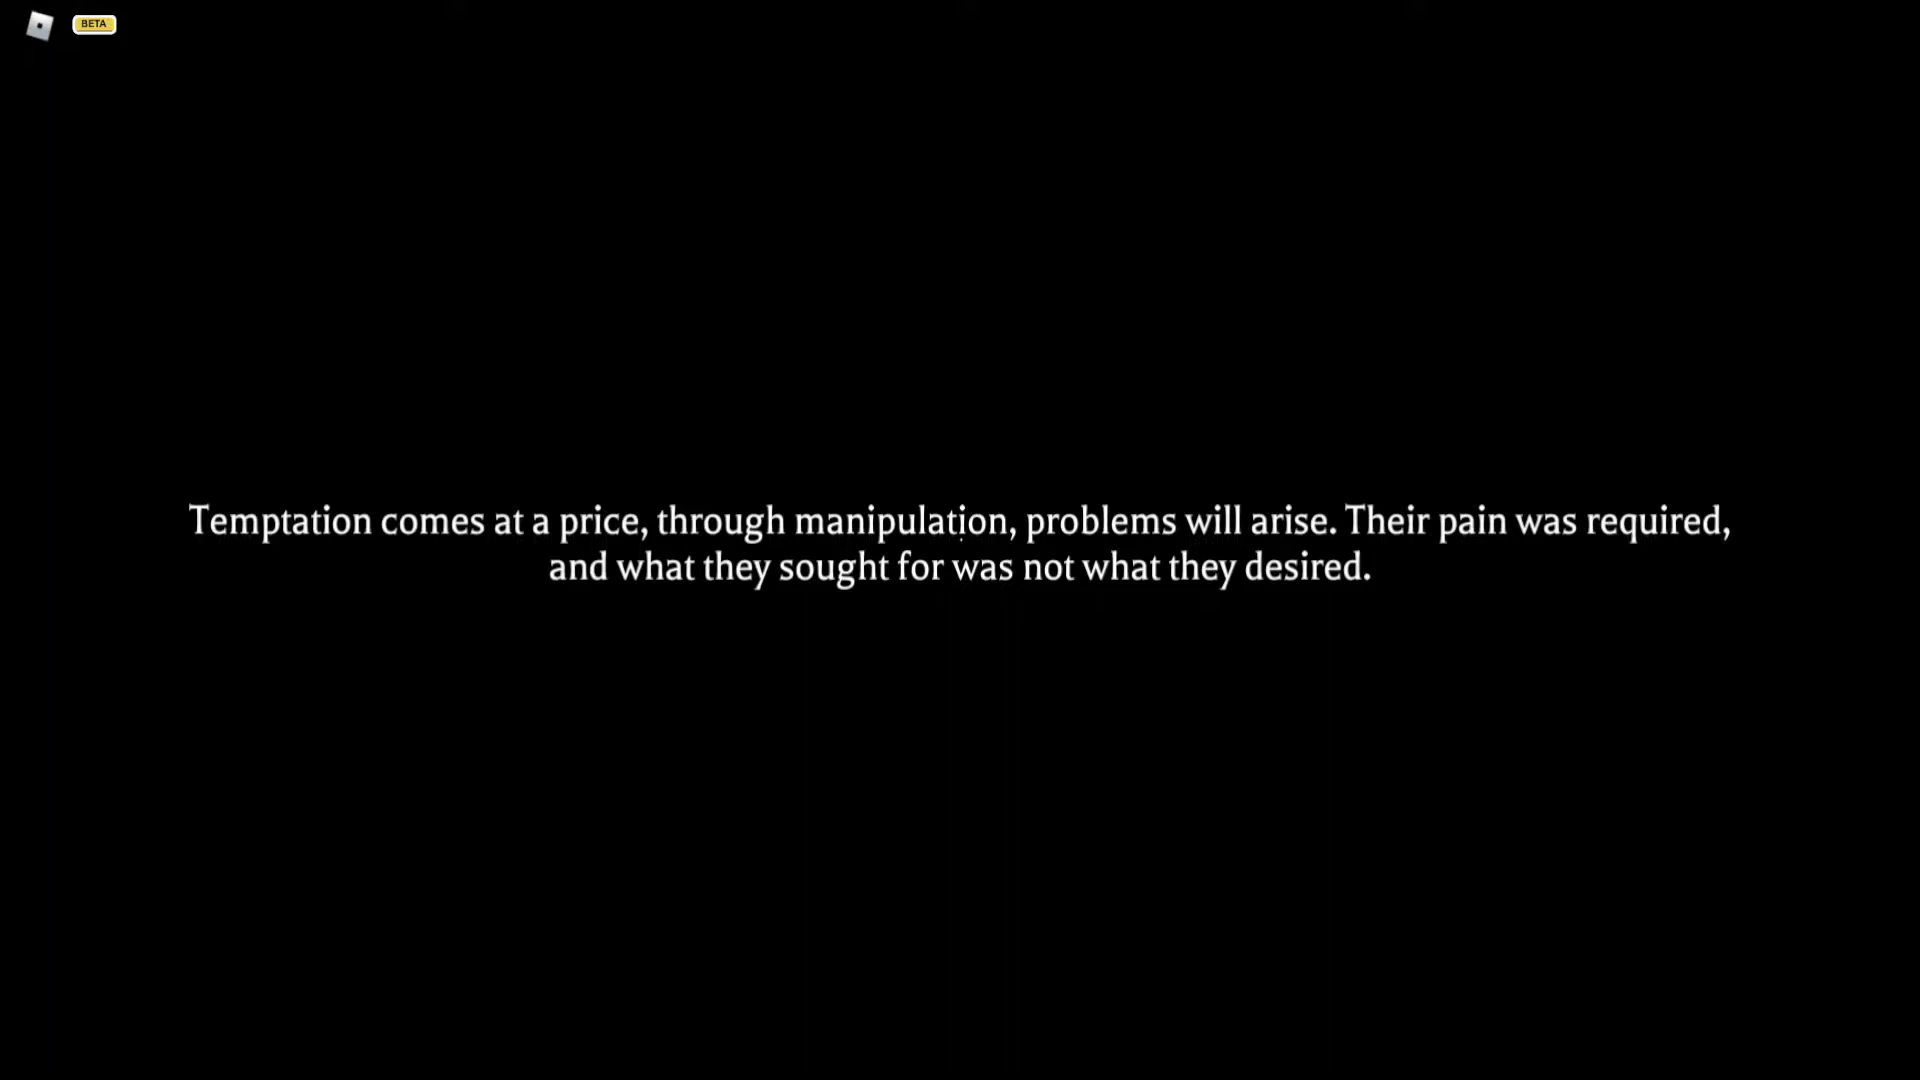 BETA
Temptation comes at a price, through manipulation, problems will arise. Their pain was required,
and what they sought for was not what they desired.